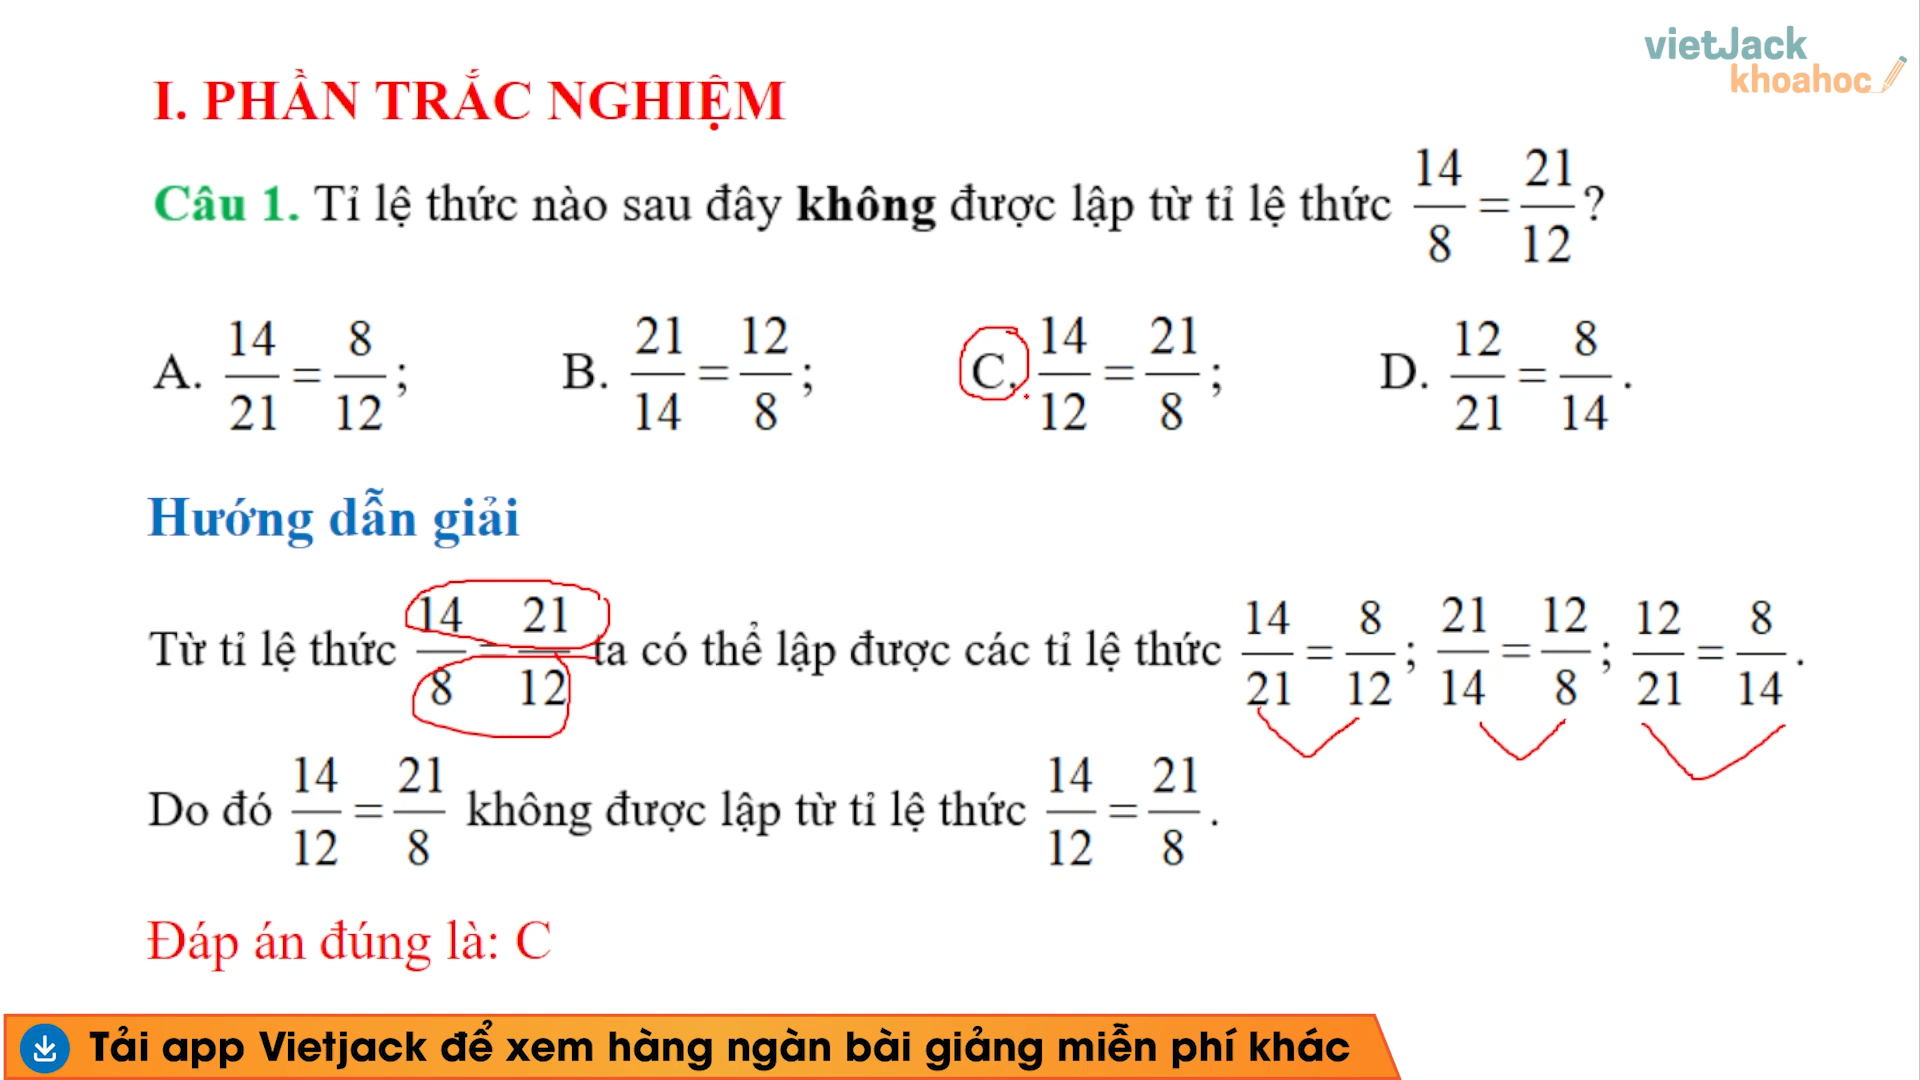 vietJack
khoahoc
I. PHẦN TRẮC NGHIỆM
Câu 1. Tỉ lệ thức nào sau đây không được lập từ tỉ lệ thức 14/8 = 21/12?
A. 14/21 = 8/12; B. 21/14 = 12/8; C. 14/12 = 21/8; D. 12/21 = 8/14.
Hướng dẫn giải
Từ tỉ lệ thức 14/8 = 21/12 ta có thể lập được các tỉ lệ thức 14/21 = 8/12; 21/14 = 12/8; 12/21 = 8/14.
Do đó 14/12 = 21/8 không được lập từ tỉ lệ thức 14/12 = 21/8.
Đáp án đúng là: C
Tải app Vietjack để xem hàng ngàn bài giảng miễn phí khác